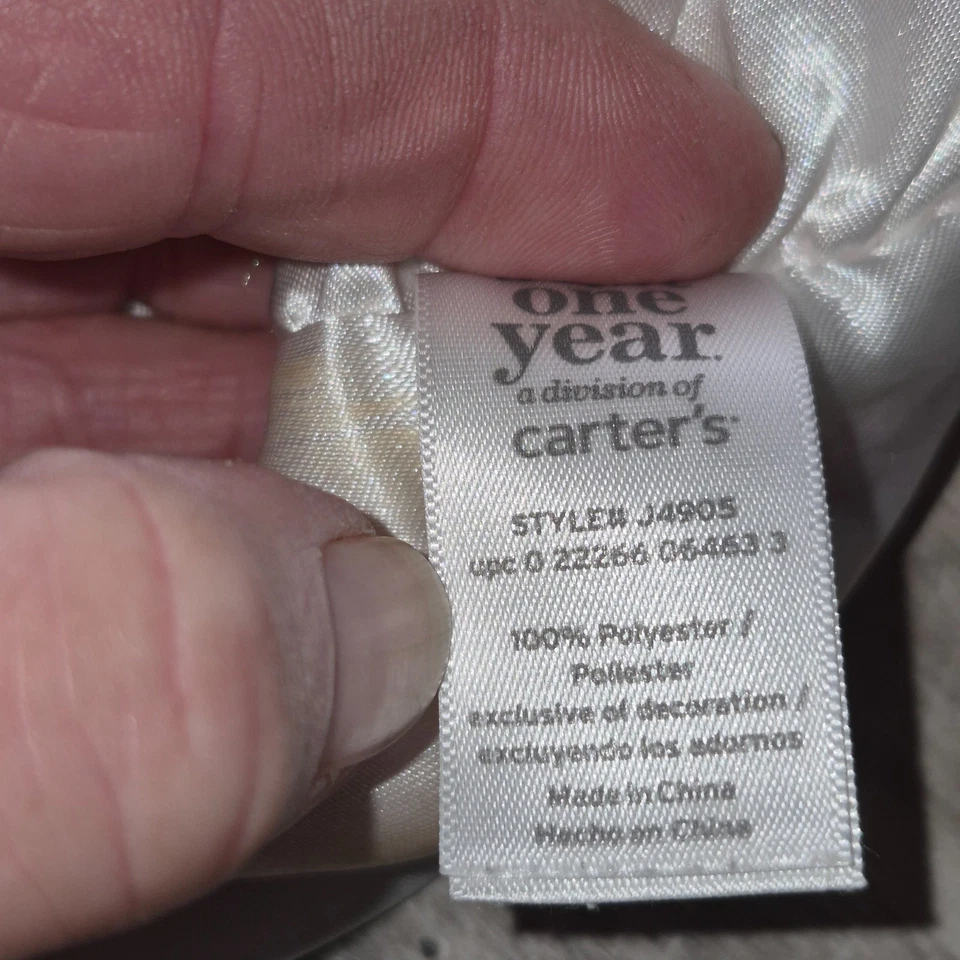 one
year.
a division of
carter's
STYLE# J4905
upc 0 22266 06463 3
100% Polyester /
Poliester
exclusive of decoration /
excluyendo los adornos
Made in China
Hecho en China